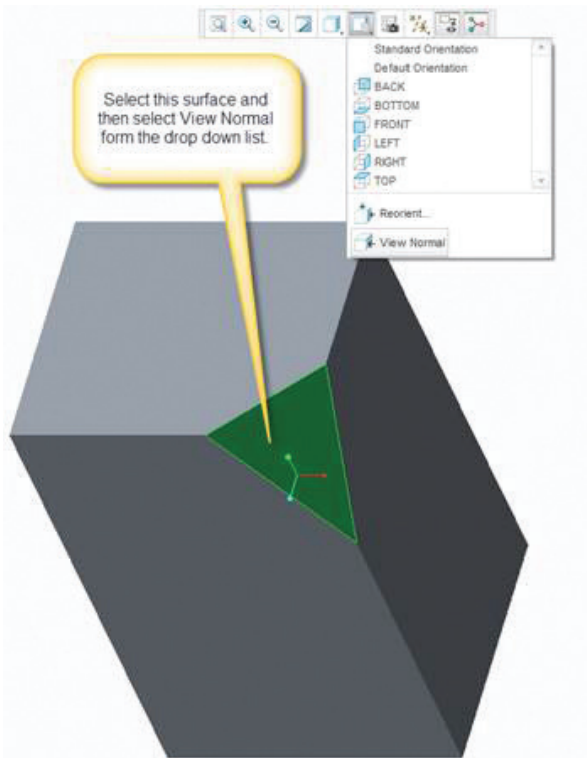 Standard Orientation
Default Orientation
BACK
BOTTOM
FRONT
LEFT
RIGHT
TOP
Reorient...
View Normal
Select this surface and
then select View Normal
form the drop down list.